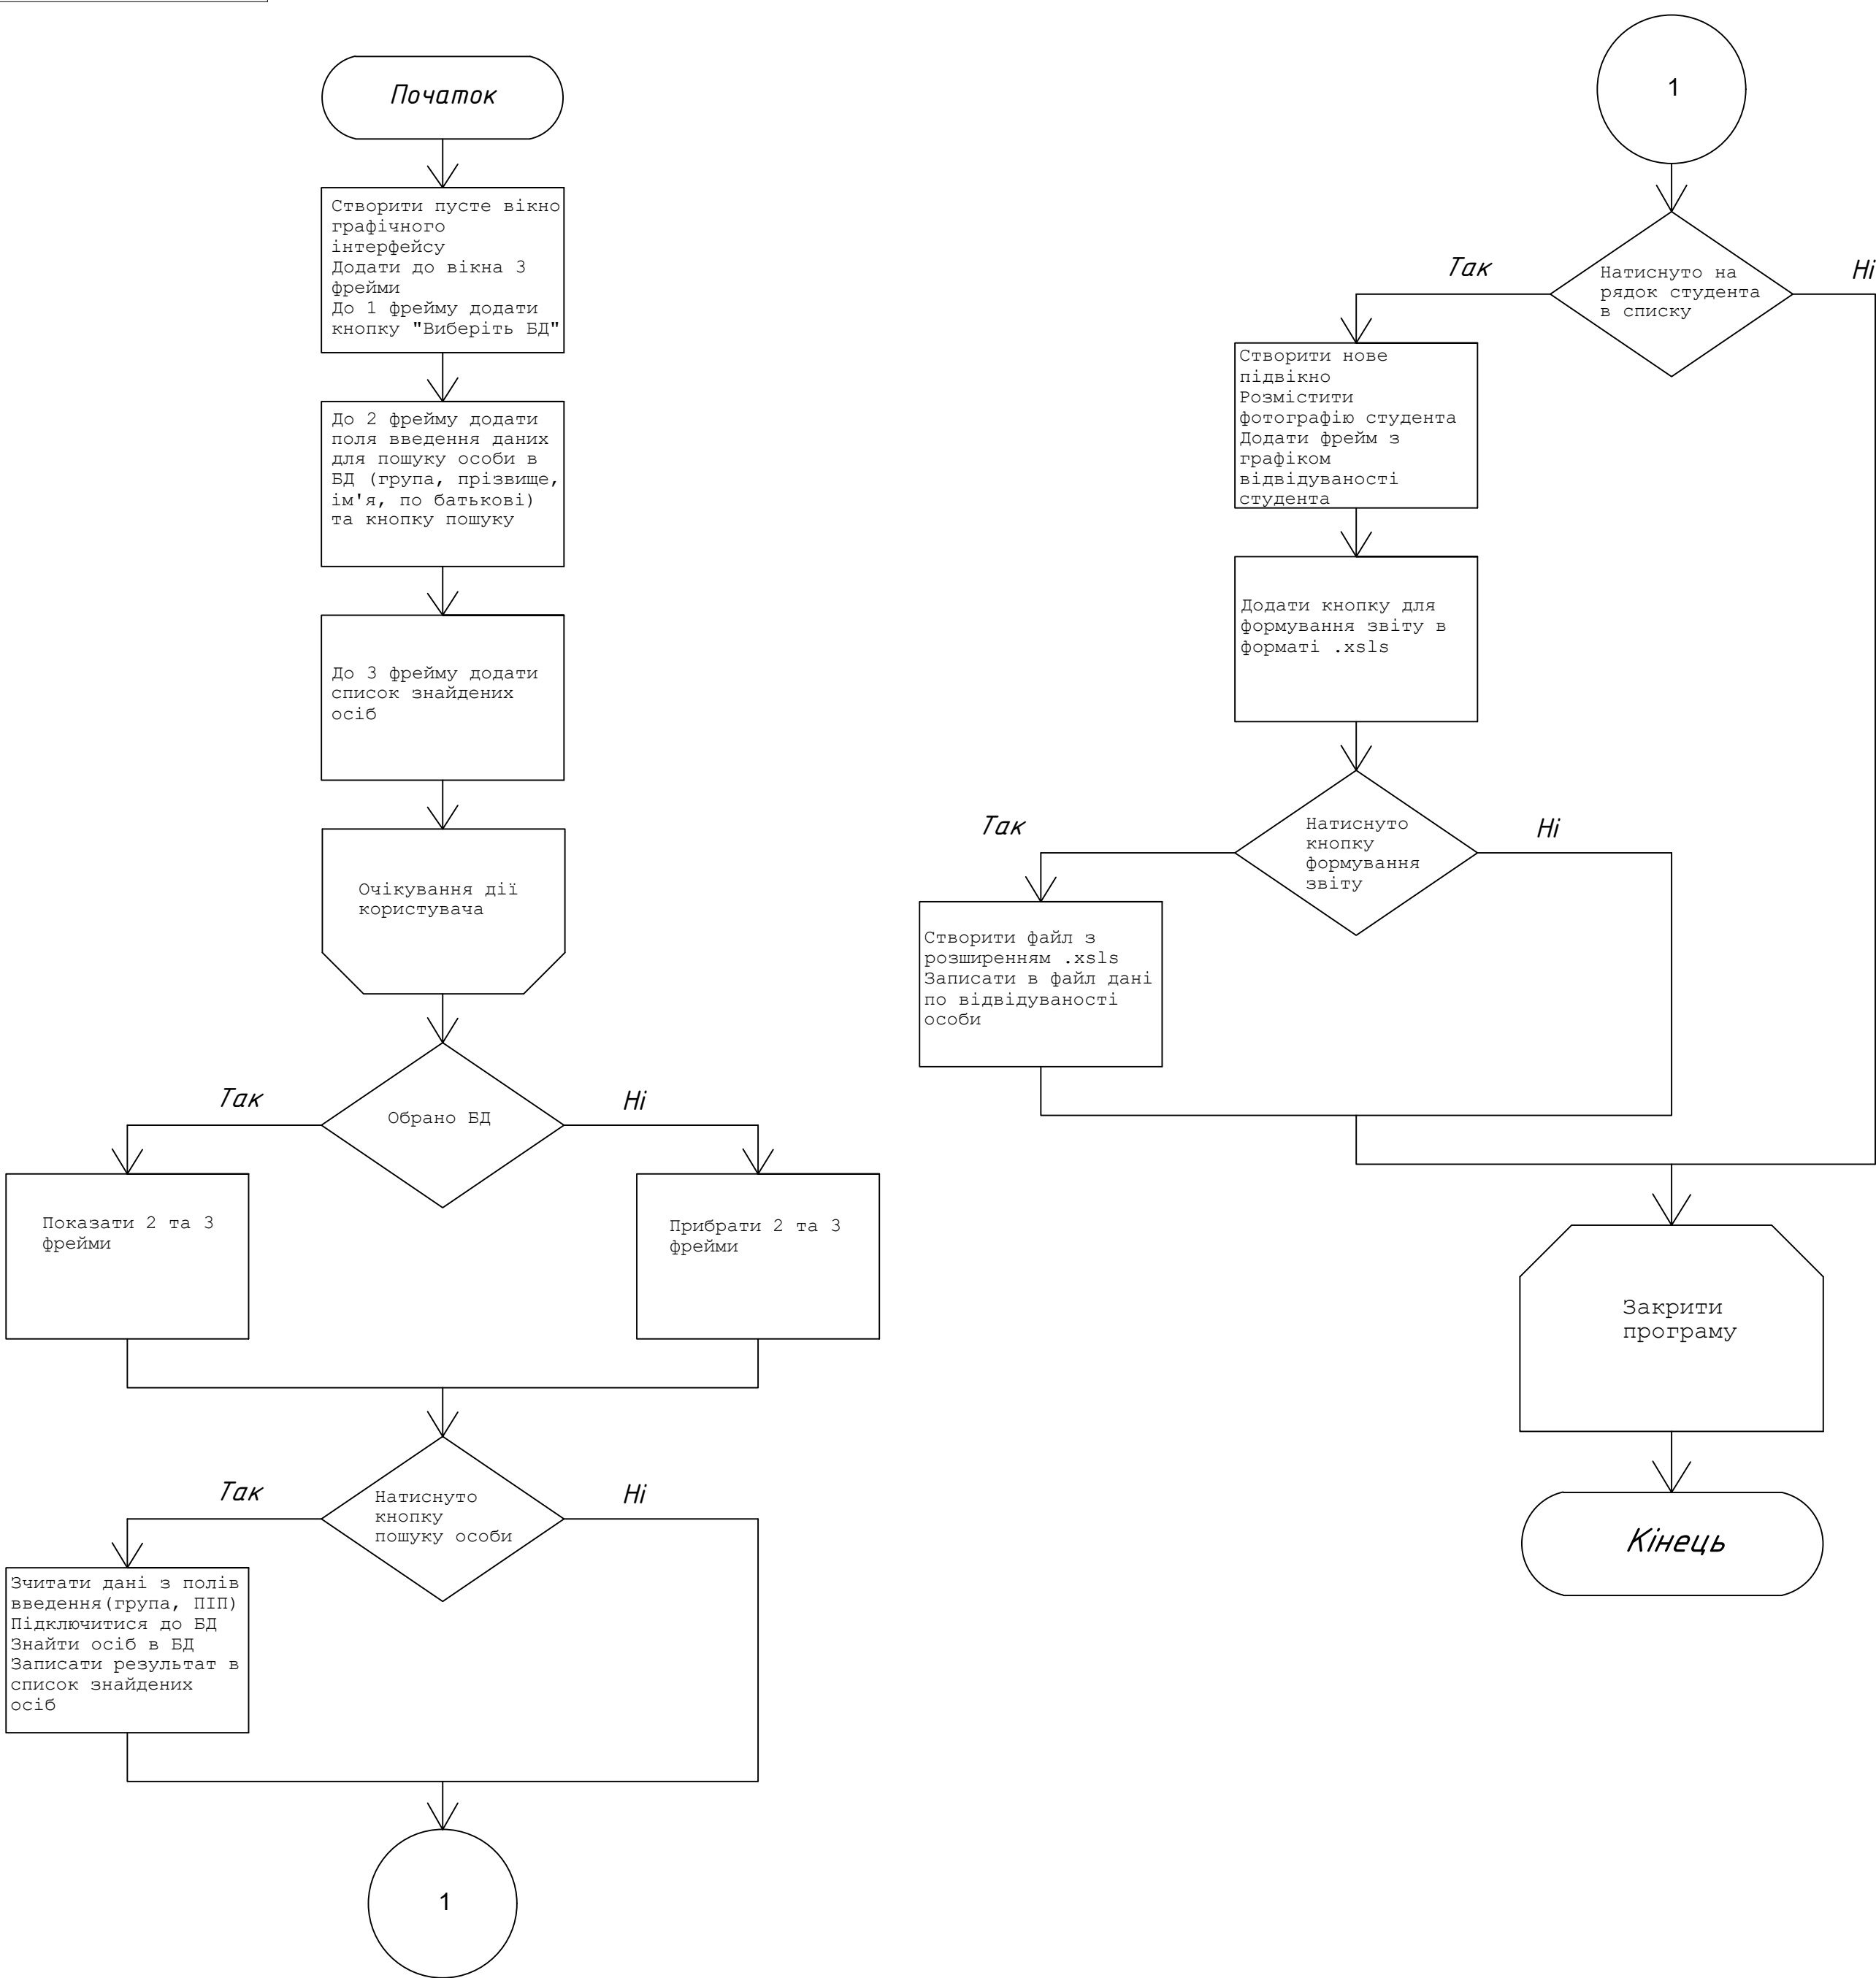 Початок
Створити пусте вікно
графічного
інтерфейсу
Додати до вікна 3
фрейми
До 1 фрейму додати
кнопку "Виберіть БД"
До 2 фрейму додати
поля введення даних
для пошуку особи в
БД (група, прізвище,
ім'я, по батькові)
та кнопку пошуку
До 3 фрейму додати
список знайдених
осіб
Очікування дії
користувача
Обрано БД
Так
Ні
Показати 2 та 3
фрейми
Прибрати 2 та 3
фрейми
Натиснуто
кнопку
пошуку особи
Так
Ні
Зчитати дані з полів
введення(група, ПІП)
Підключитися до БД
Знайти осіб в БД
Записати результат в
список знайдених
осіб
1
1
Натиснуто на
рядок студента
в списку
Так
Ні
Створити нове
підвікно
Розмістити
фотографію студента
Додати фрейм з
графіком
відвідуваності
студента
Додати кнопку для
формування звіту в
форматі .xsls
Натиснуто
кнопку
формування
звіту
Так
Ні
Створити файл з
розширенням .xsls
Записати в файл дані
по відвідуваності
особи
Закрити
програму
Кінець